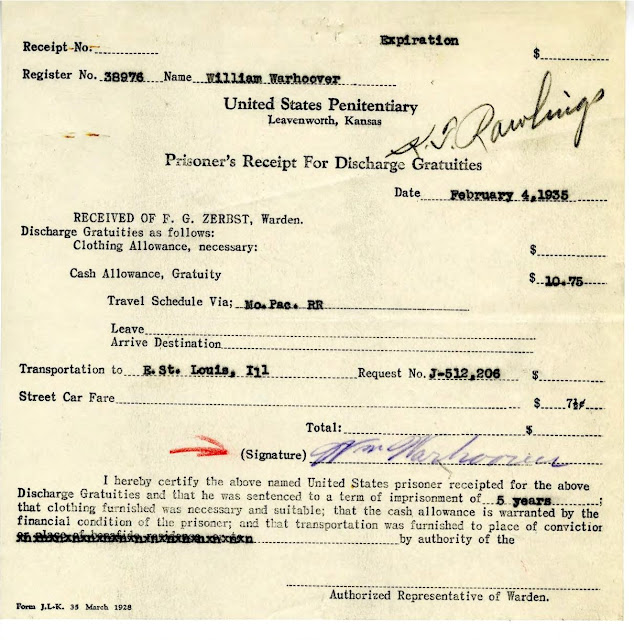 Expiration
Receipt No: $
Register No. 38976 Name William Warhoover
United States Penitentiary
Leavenworth, Kansas
K.T. Rawlings
Prisoner's Receipt For Discharge Gratuities
Date February 4,1935
RECEIVED OF F. G. ZERBST, Warden.
Discharge Gratuities as follows:
Clothing Allowance, necessary: $
Cash Allowance, Gratuity $ 10.75
Travel Schedule Via; Mo.Pac. RR
Leave
Arrive Destination
Transportation to E.St. Louis, Ill Request No. J-512,206 $
Street Car Fare $ 7½¢
Total: $
(Signature) Wm Warhoover
I hereby certify the above named United States prisoner receipted for the above
Discharge Gratuities and that he was sentenced to a term of imprisonment of 5 years ;
that clothing furnished was necessary and suitable; that the cash allowance is warranted by the
financial condition of the prisoner; and that transportation was furnished to place of conviction
by authority of the
Authorized Representative of Warden.
Form J.L-K. 35 March 1928